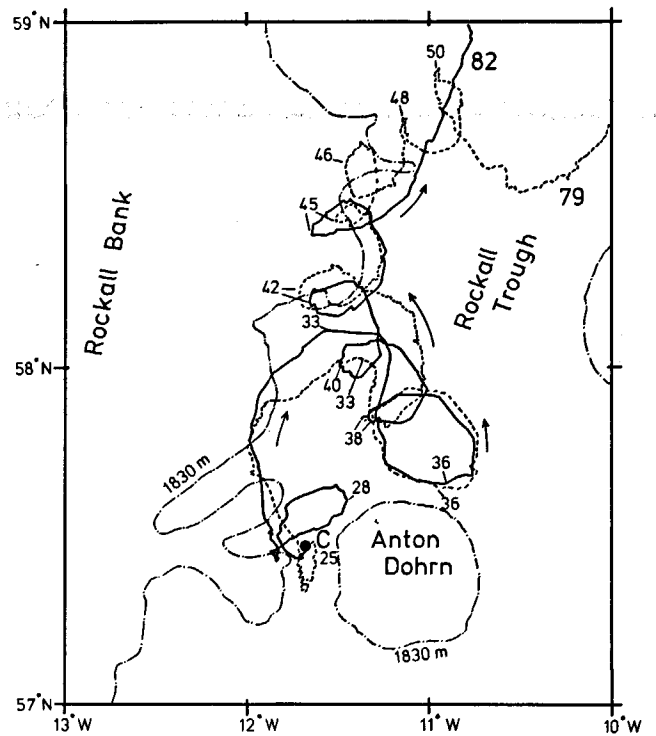 59°N
50
82
48
46
79
45
Rockall Bank
Rockall
Trough
42
33
58°N
40
33
38
36
36
1830 m
28
C
25
Anton
Dohrn
1830 m
57°N
13°W
12°W
11°W
10°W